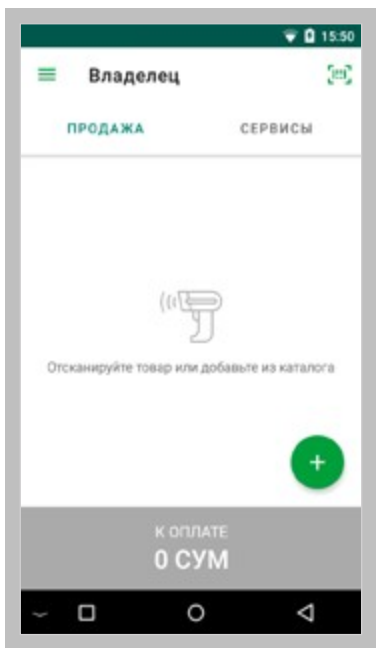 15:50
Владелец
ПРОДАЖА СЕРВИСЫ
Отсканируйте товар или добавьте из каталога
+
К ОПЛАТЕ
0 СУМ